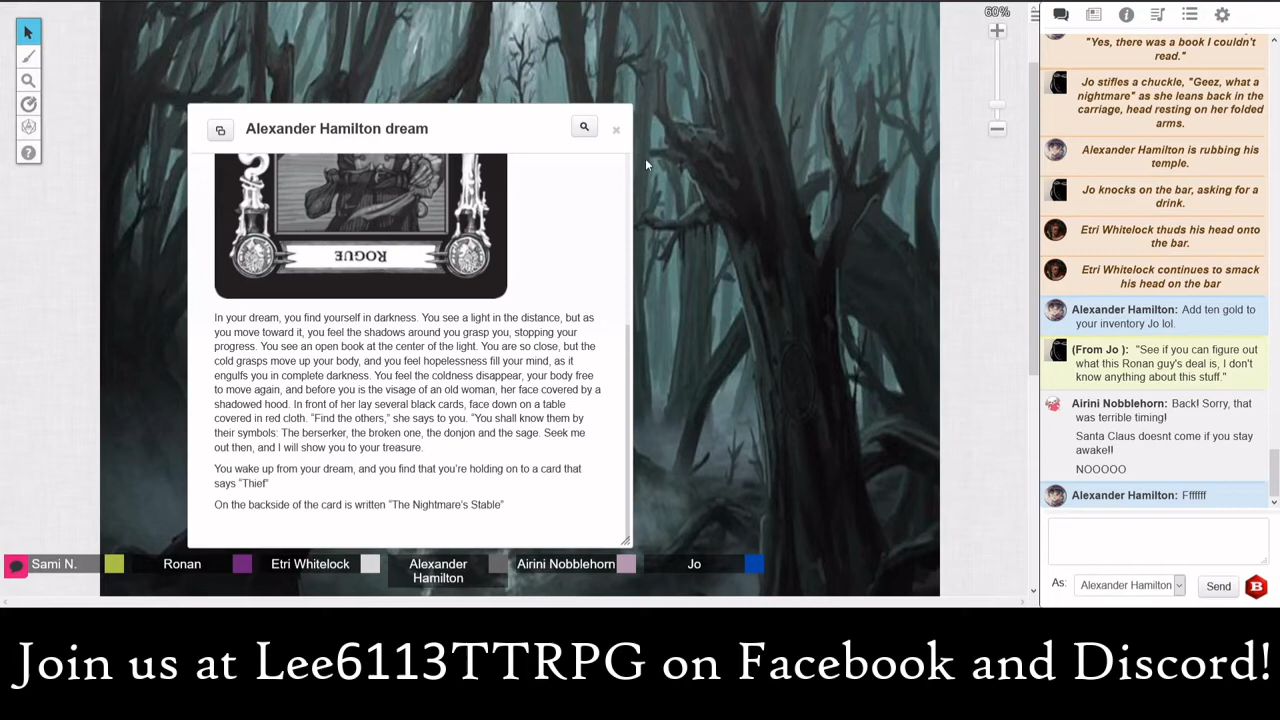 60%
Alexander Hamilton dream
ROGUE
In your dream, you find yourself in darkness. You see a light in the distance, but as
you move toward it, you feel the shadows around you grasp you, stopping your
progress. You see an open book at the center of the light. You are so close, but the
cold grasps move up your body, and you feel hopelessness fill your mind, as it
engulfs you in complete darkness. You feel the coldness disappear, your body free
to move again, and before you is the visage of an old woman, her face covered by a
shadowed hood. In front of her lay several black cards, face down on a table
covered in red cloth. “Find the others,” she says to you. “You shall know them by
their symbols: The berserker, the broken one, the donjon and the sage. Seek me
out then, and I will show you to your treasure.
You wake up from your dream, and you find that you’re holding on to a card that
says “Thief”
On the backside of the card is written “The Nightmare’s Stable”
Sami N.
Ronan
Etri Whitelock
Alexander
Hamilton
Airini Nobblehorn
Jo
"Yes, there was a book I couldn't
read."
Jo stifles a chuckle, "Geez, what a
nightmare" as she leans back in the
carriage, head resting on her folded
arms.
Alexander Hamilton is rubbing his
temple.
Jo knocks on the bar, asking for a
drink.
Etri Whitelock thuds his head onto
the bar.
Etri Whitelock continues to smack
his head on the bar
Alexander Hamilton: Add ten gold to
your inventory Jo lol.
(From Jo ): "See if you can figure out
what this Ronan guy's deal is, I don't
know anything about this stuff."
Airini Nobblehorn: Back! Sorry, that
was terrible timing!
Santa Claus doesnt come if you stay
awake!!
NOOOOO
Alexander Hamilton: Fffffff
As: Alexander Hamilton
Send
B
Join us at Lee6113TTRPG on Facebook and Discord!